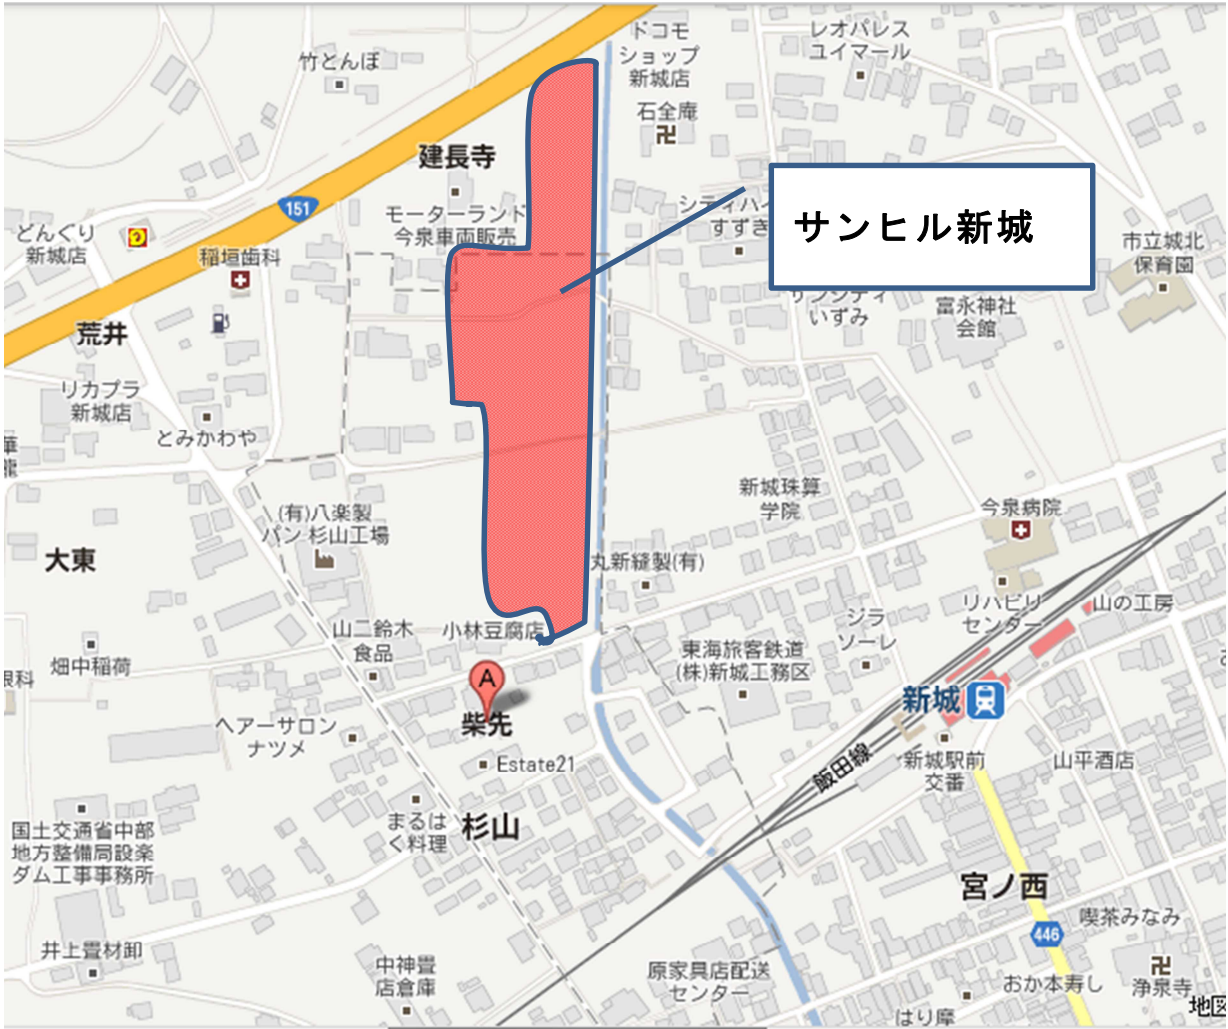 ドコモ
ショップ
新城店
レオパレス
ユイマール
竹とんぼ
石全庵
建長寺
151
モーターランド
今泉車両販売
シティハイ
すずき
サンヒル新城
どんぐり
新城店
稲垣歯科
市立城北
保育園
サンシティ
いずみ
富永神社
会館
荒井
リカプラ
新城店
とみかわや
新城珠算
学院
今泉病院
(有)八楽製
パン杉山工場
大東
丸新縫製(有)
リハビリ
センター
山の工房
ジラ
ソーレ
山二鈴木
食品
小林豆腐店
東海旅客鉄道
(株)新城工務区
畑中稲荷
眼科
A
新城
柴先
ヘアーサロン
ナツメ
Estate21
飯田線
新城駅前
交番
山平酒店
まるは
く料理
杉山
国土交通省中部
地方整備局設楽
ダム工事事務所
宮ノ西
喫茶みなみ
446
井上畳材卸
中神畳
店倉庫
原家具店配送
センター
おか本寿し
浄泉寺
はり摩
地図